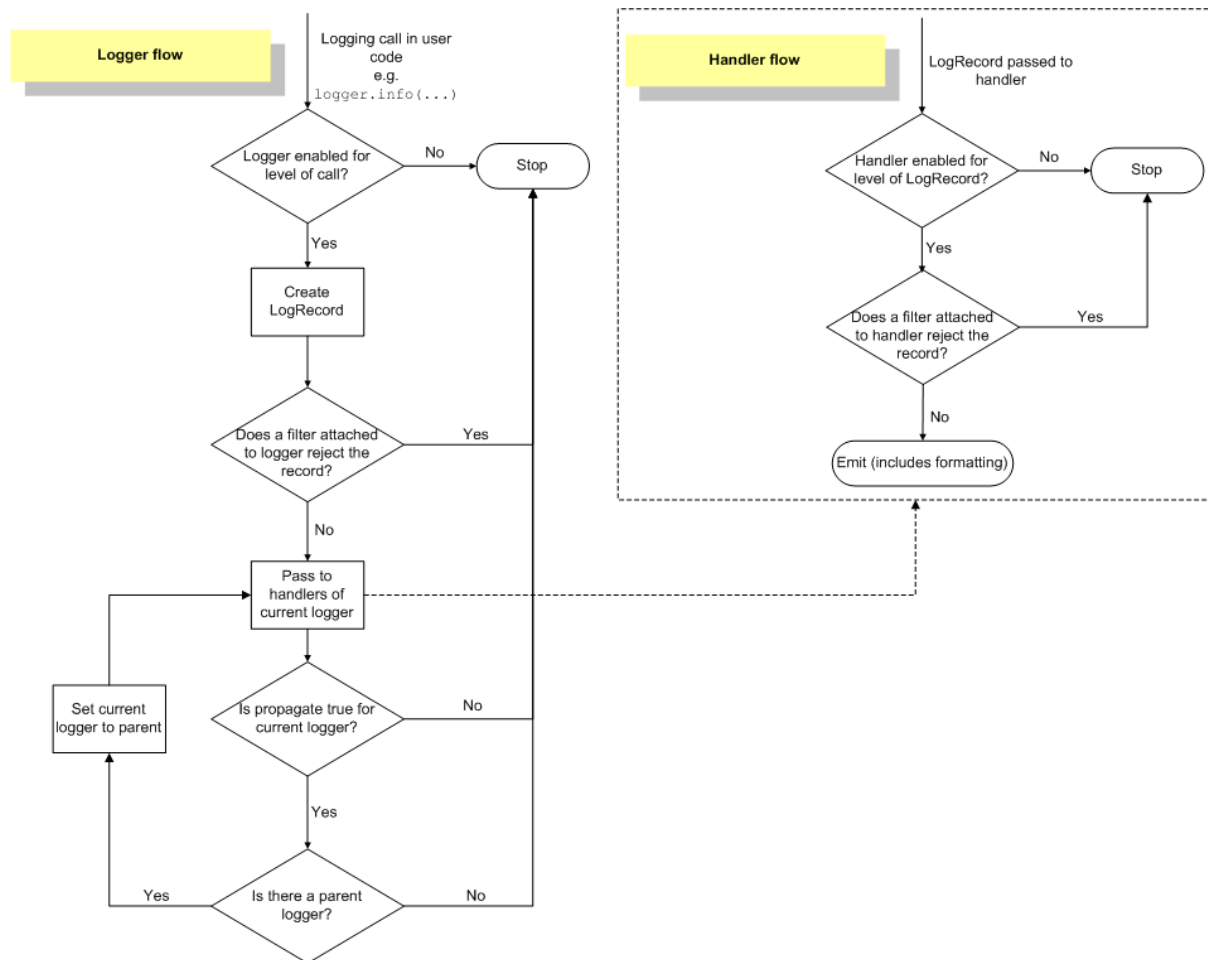 Logger flow
Logging call in user
code
e.g.
logger.info(...)
Logger enabled for
level of call?
No
Stop
Yes
Create
LogRecord
Does a filter attached
to logger reject the
record?
Yes
No
Pass to
handlers of
current logger
Set current
logger to parent
Is propagate true for
current logger?
No
Yes
Is there a parent
logger?
Yes
No
Handler flow
LogRecord passed to
handler
Handler enabled for
level of LogRecord?
No
Stop
Yes
Does a filter attached
to handler reject the
record?
Yes
No
Emit (includes formatting)